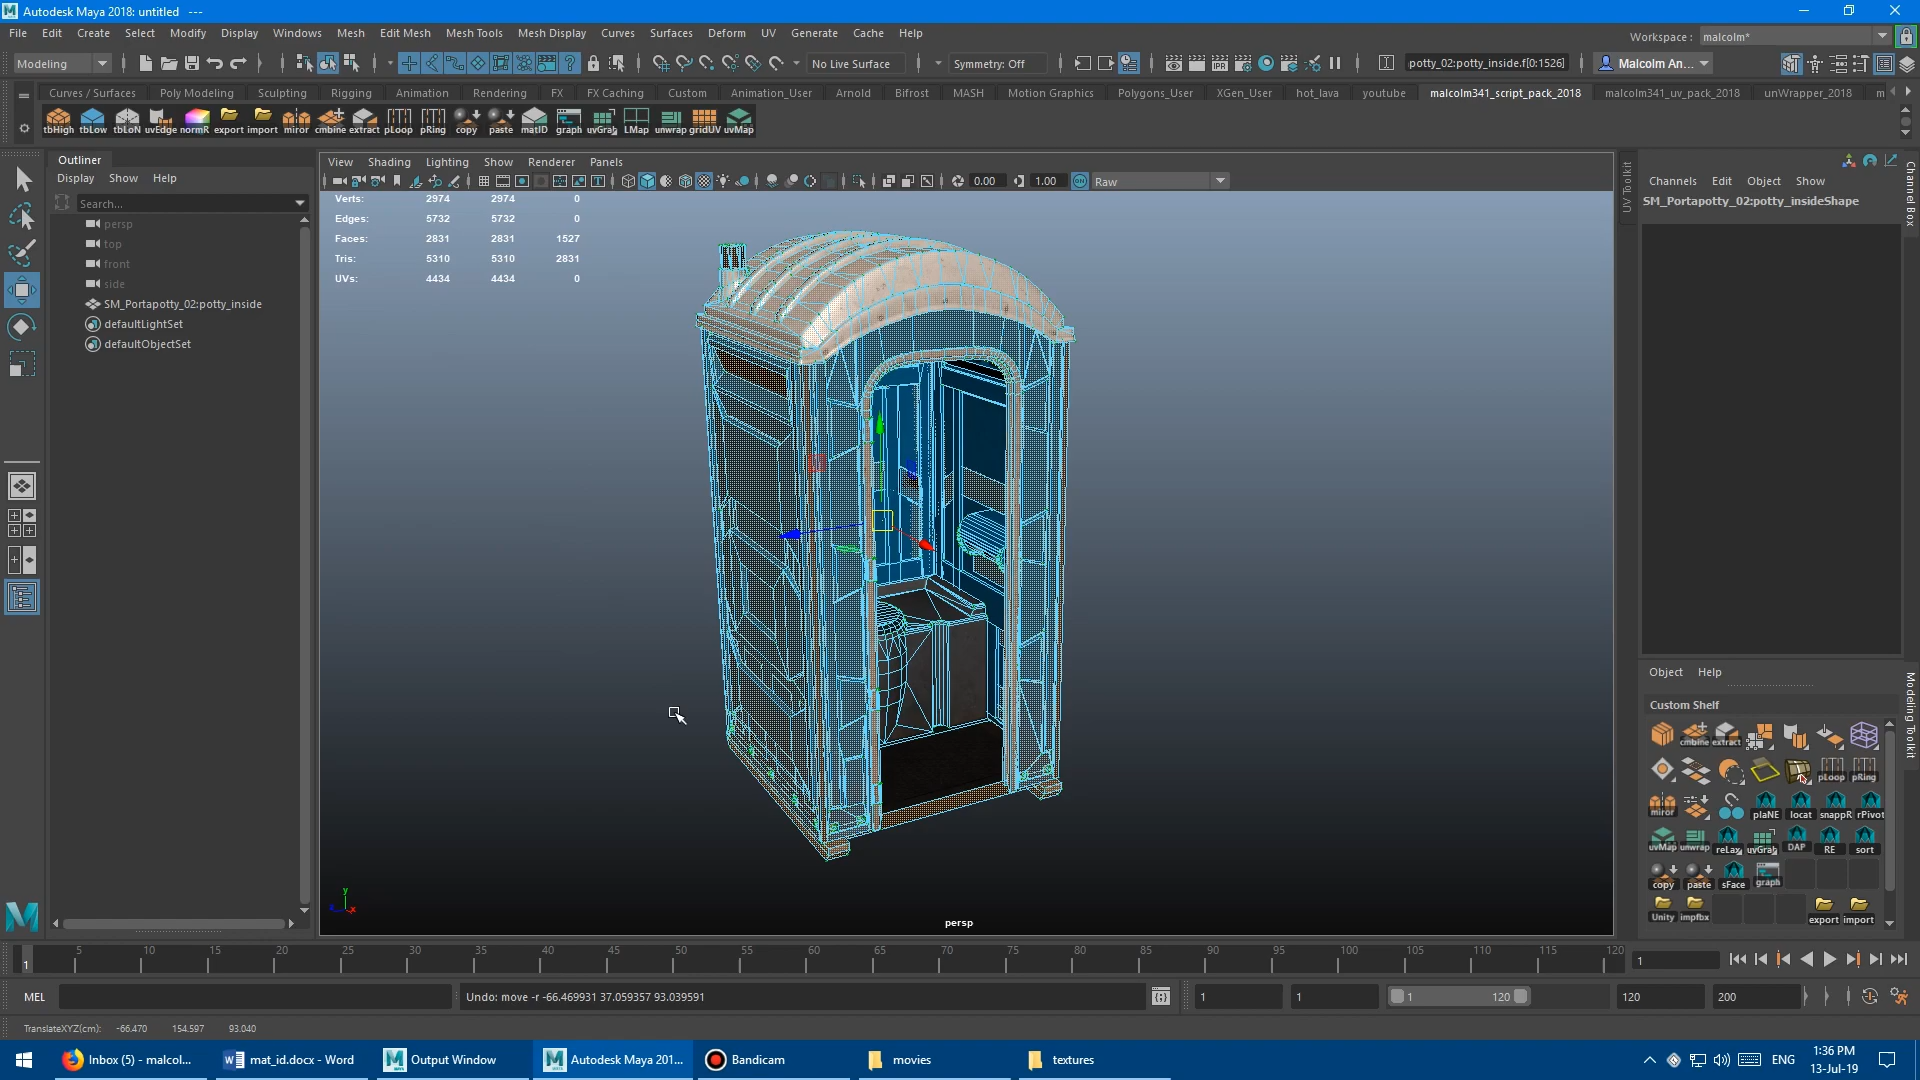 Autodesk Maya 2018: untitled   ---
File Edit Create Select Modify Display Windows Mesh Edit Mesh Mesh Tools Mesh Display Curves Surfaces Deform UV Generate Cache Help
Workspace : malcolm*
Modeling
No Live Surface
Symmetry: Off
IPR
potty_02:potty_inside.f[0:1526]
Malcolm An...
Curves / Surfaces Poly Modeling Sculpting Rigging Animation Rendering FX FX Caching Custom Animation_User Arnold Bifrost MASH Motion Graphics Polygons_User XGen_User hot_lava youtube malcolm341_script_pack_2018 malcolm341_uv_pack_2018 unWrapper_2018 m
tbHigh tbLow tbLoN uvEdge normR export import miror cmbine extract pLoop pRing copy paste matID graph uvGrab LMap unwrap gridUV uvMap
Outliner
Display Show Help
Search...
persp
top
front
side
SM_Portapotty_02:potty_inside
defaultLightSet
defaultObjectSet
View Shading Lighting Show Renderer Panels
0.00
1.00
ON
Raw
Verts: 2974 2974 0
Edges: 5732 5732 0
Faces: 2831 2831 1527
Tris: 5310 5310 2831
UVs: 4434 4434 0
y
x
persp
UV Toolkit
Channels Edit Object Show
SM_Portapotty_02:potty_insideShape
Channel Box
Object Help
Custom Shelf
Modeling Toolkit
cmbine extract
pLoop pRing
miror plaNE locat snappR rPivot
uvMap unwrap reLax uvGrab DAP RE sort
copy paste sFace graph
Unity impfbx export import
5 10 15 20 25 30 35 40 45 50 55 60 65 70 75 80 85 90 95 100 105 110 115 120
1
1
MEL
Undo: move -r -66.469931 37.059357 93.039591
1
1
1 120
120
200
TranslateXYZ(cm): -66.470 154.597 93.040
Inbox (5) - malcol...
mat_id.docx - Word
Output Window
Autodesk Maya 201...
Bandicam
movies
textures
ENG
1:36 PM
13-Jul-19